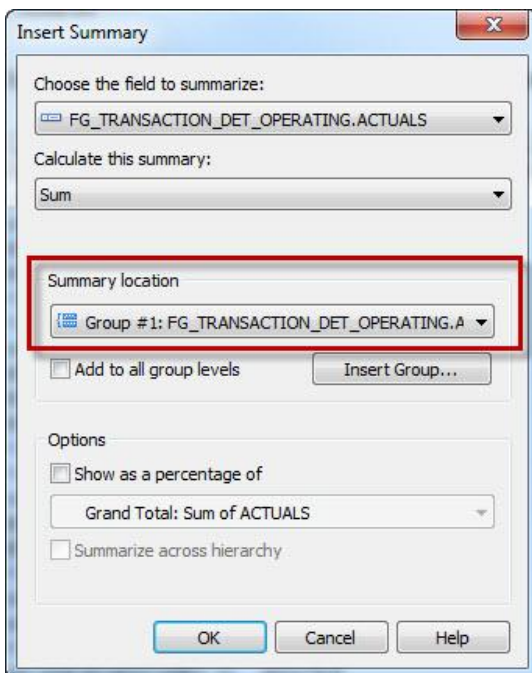 Insert Summary
Choose the field to summarize:
FG_TRANSACTION_DET_OPERATING.ACTUALS
Calculate this summary:
Sum
Summary location
Group #1: FG_TRANSACTION_DET_OPERATING.A
Add to all group levels
Insert Group...
Options
Show as a percentage of
Grand Total: Sum of ACTUALS
Summarize across hierarchy
OK
Cancel
Help